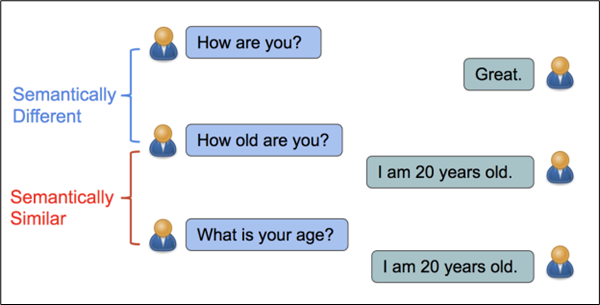 How are you?
Great.
Semantically
Different
How old are you?
I am 20 years old.
Semantically
Similar
What is your age?
I am 20 years old.